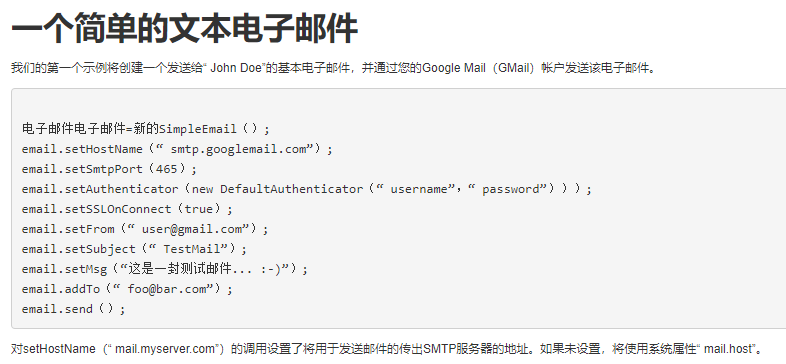 一个简单的文本电子邮件
我们的第一个示例将创建一个发送给“ John Doe”的基本电子邮件，并通过您的Google Mail（GMail）帐户发送该电子邮件。
电子邮件电子邮件=新的SimpleEmail（）；
email.setHostName（“ smtp.googlemail.com”）；
email.setSmtpPort（465）；
email.setAuthenticator（new DefaultAuthenticator（“ username”，“ password”）））；
email.setSSLOnConnect（true）；
email.setFrom（“ user@gmail.com”）；
email.setSubject（“ TestMail”）；
email.setMsg（“这是一封测试邮件... :-)”）；
email.addTo（“ foo@bar.com”）；
email.send（）；
对setHostName（“ mail.myserver.com”）的调用设置了将用于发送邮件的传出SMTP服务器的地址。如果未设置，将使用系统属性“ mail.host”。